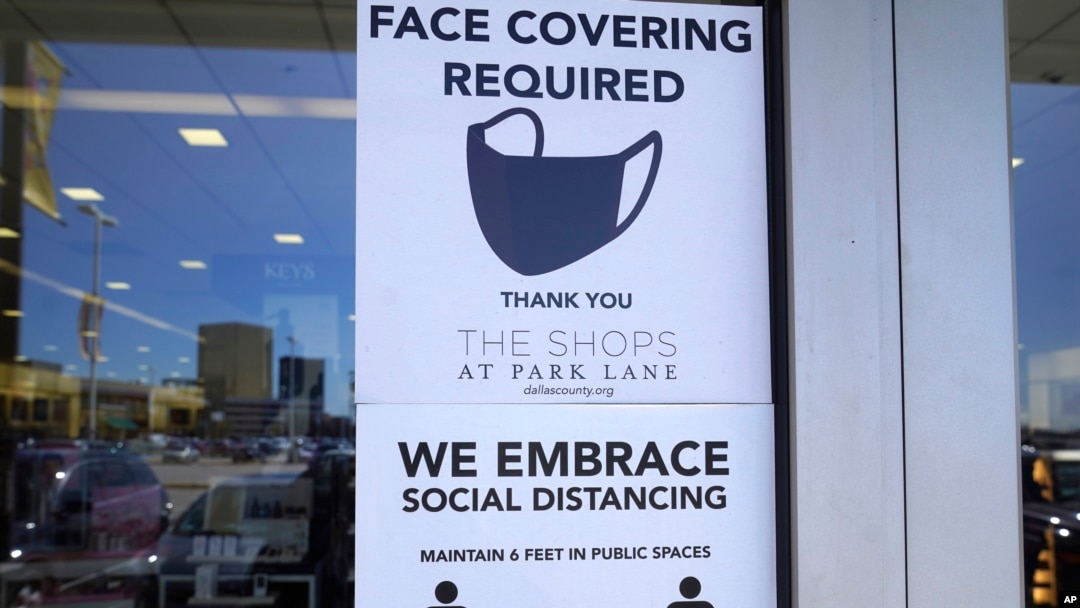 FACE COVERING
REQUIRED
THANK YOU
THE SHOPS
AT PARK LANE
dallascounty.org
WE EMBRACE
SOCIAL DISTANCING
MAINTAIN 6 FEET IN PUBLIC SPACES
KEYS
AP